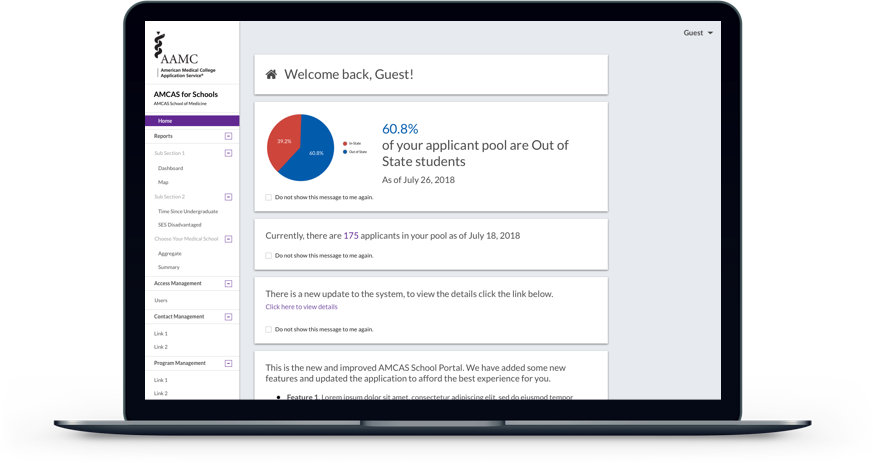 AAMC
American Medical College
Application Service®
AMCAS for Schools
AMCAS School of Medicine
Home
Reports
Sub Section 1
Dashboard
Map
Sub Section 2
Time Since Undergraduate
SES Disadvantaged
Choose Your Medical School
Aggregate
Summary
Access Management
Users
Contact Management
Link 1
Link 2
Program Management
Link 1
Link 2
Guest
Welcome back, Guest!
39.2%
60.8%
In State
Out of State
60.8%
of your applicant pool are Out of
State students
As of July 26, 2018
Do not show this message to me again.
Currently, there are 175 applicants in your pool as of July 18, 2018
Do not show this message to me again.
There is a new update to the system, to view the details click the link below.
Click here to view details
Do not show this message to me again.
This is the new and improved AMCAS School Portal. We have added some new
features and updated the application to afford the best experience for you.
Feature 1. Lorem ipsum dolor sit amet, consectetur adipiscing elit, sed do eiusmod tempor